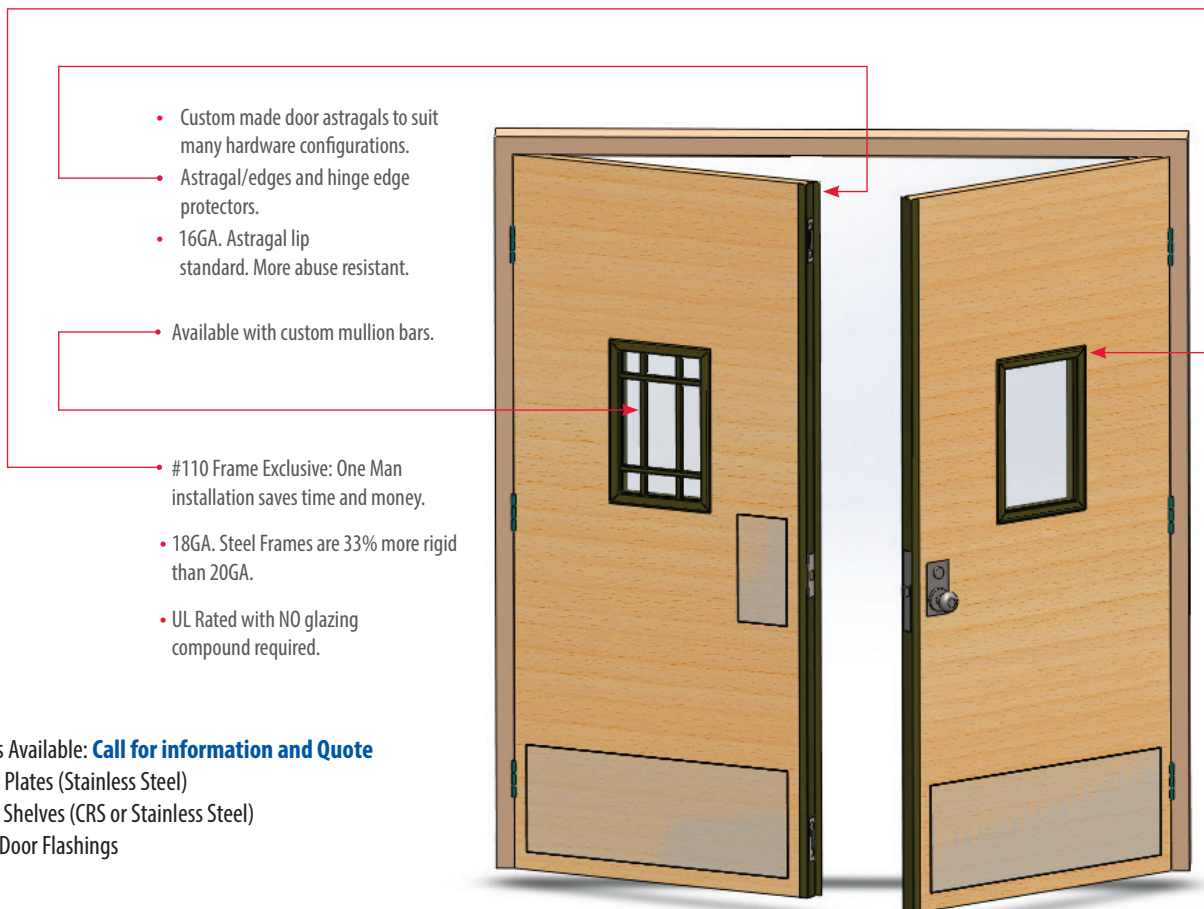 • Custom made door astragals to suit
many hardware configurations.
• Astragal/edges and hinge edge
protectors.
• 16GA. Astragal lip
standard. More abuse resistant.
• Available with custom mullion bars.
• #110 Frame Exclusive: One Man
installation saves time and money.
• 18GA. Steel Frames are 33% more rigid
than 20GA.
• UL Rated with NO glazing
compound required.
s Available: Call for information and Quote
Plates (Stainless Steel)
Shelves (CRS or Stainless Steel)
Door Flashings